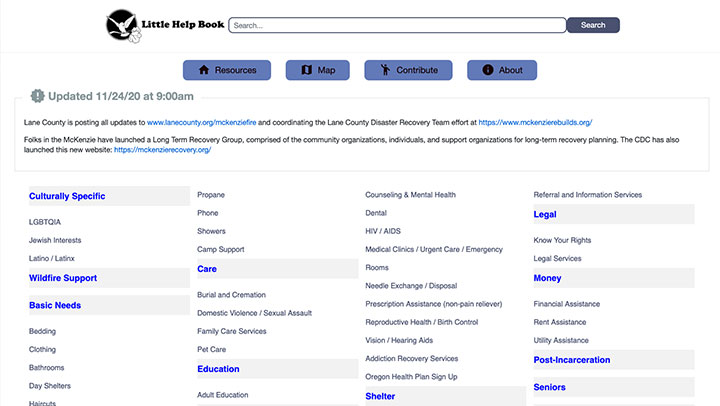 Little Help Book
Search...
Search
Resources
Map
Contribute
About
Updated 11/24/20 at 9:00am
Lane County is posting all updates to www.lanecounty.org/mckenziefire and coordinating the Lane County Disaster Recovery Team effort at https://www.mckenzierebuilds.org/
Folks in the McKenzie have launched a Long Term Recovery Group, comprised of the community organizations, individuals, and support organizations for long-term recovery planning. The CDC has also
launched this new website: https://mckenzierecovery.org/
Culturally Specific
LGBTQIA
Jewish Interests
Latino / Latinx
Wildfire Support
Basic Needs
Bedding
Clothing
Bathrooms
Day Shelters
Haircuts
Propane
Phone
Showers
Camp Support
Care
Burial and Cremation
Domestic Violence / Sexual Assault
Family Care Services
Pet Care
Education
Adult Education
Counseling & Mental Health
Dental
HIV / AIDS
Medical Clinics / Urgent Care / Emergency
Rooms
Needle Exchange / Disposal
Prescription Assistance (non-pain reliever)
Reproductive Health / Birth Control
Vision / Hearing Aids
Addiction Recovery Services
Oregon Health Plan Sign Up
Shelter
Referral and Information Services
Legal
Know Your Rights
Legal Services
Money
Financial Assistance
Rent Assistance
Utility Assistance
Post-Incarceration
Seniors